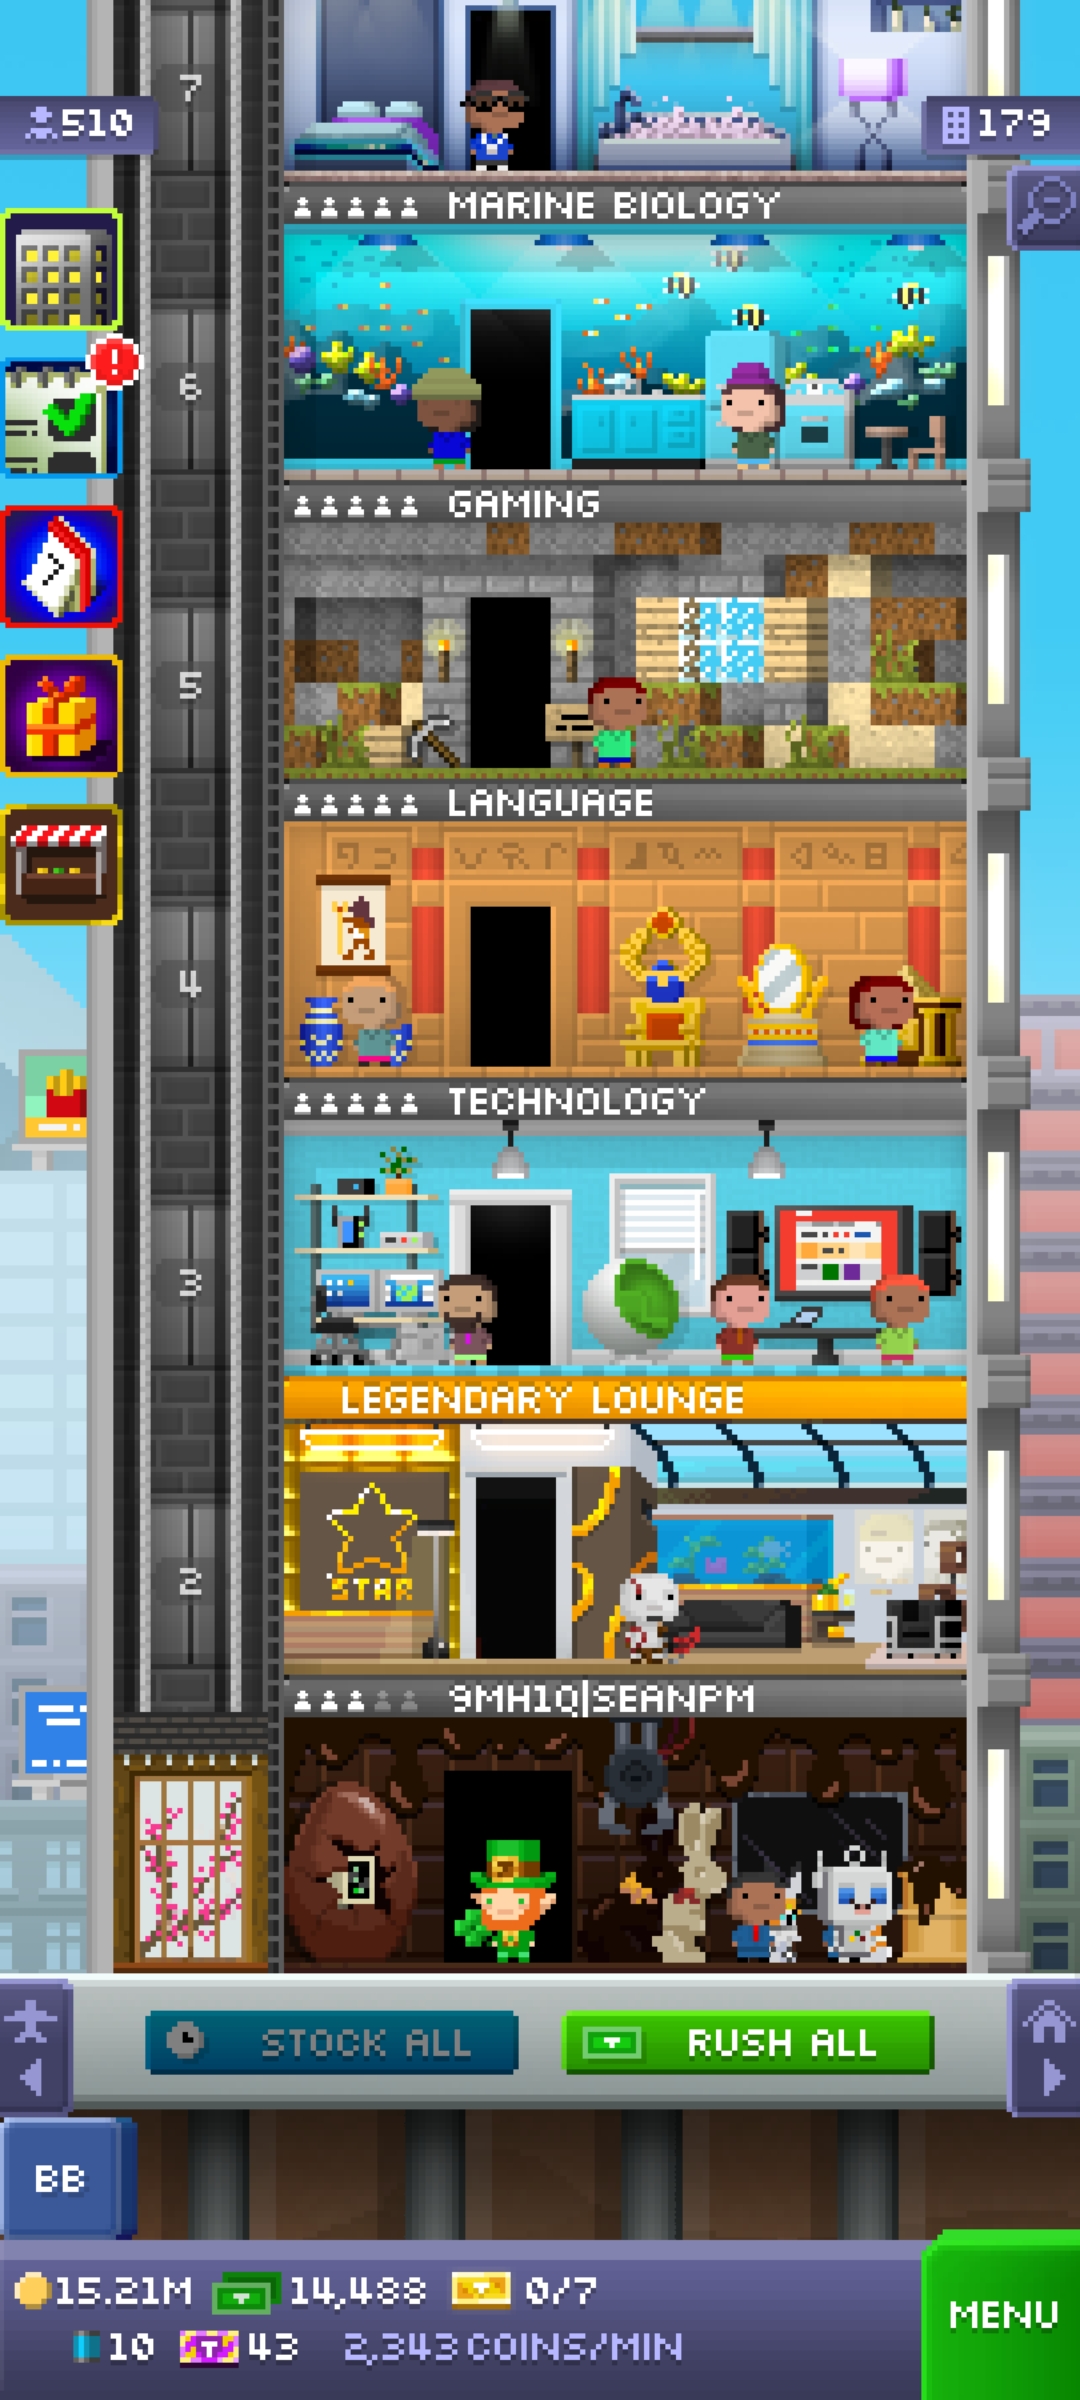 7
510
179
MARINE BIOLOGY
6
GAMING
5
LANGUAGE
4
TECHNOLOGY
3
LEGENDARY LOUNGE
STAR
2
9MH1Q|SEANPM
STOCK ALL
RUSH ALL
BB
15.21M 14,488 0/7
10 43 2,343 COINS/MIN
MENU